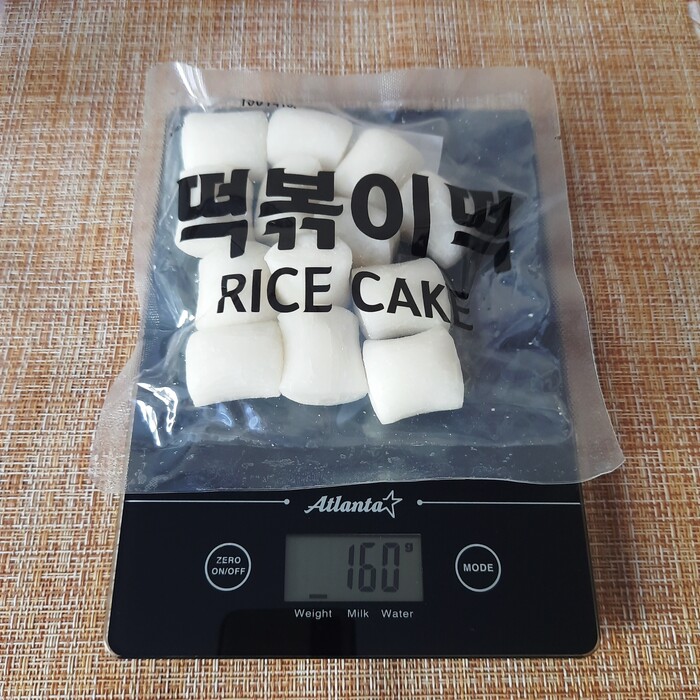 떡볶이떡
RICE CAKE
Atlanta
ZERO
ON/OFF
160 g
MODE
Weight Milk Water